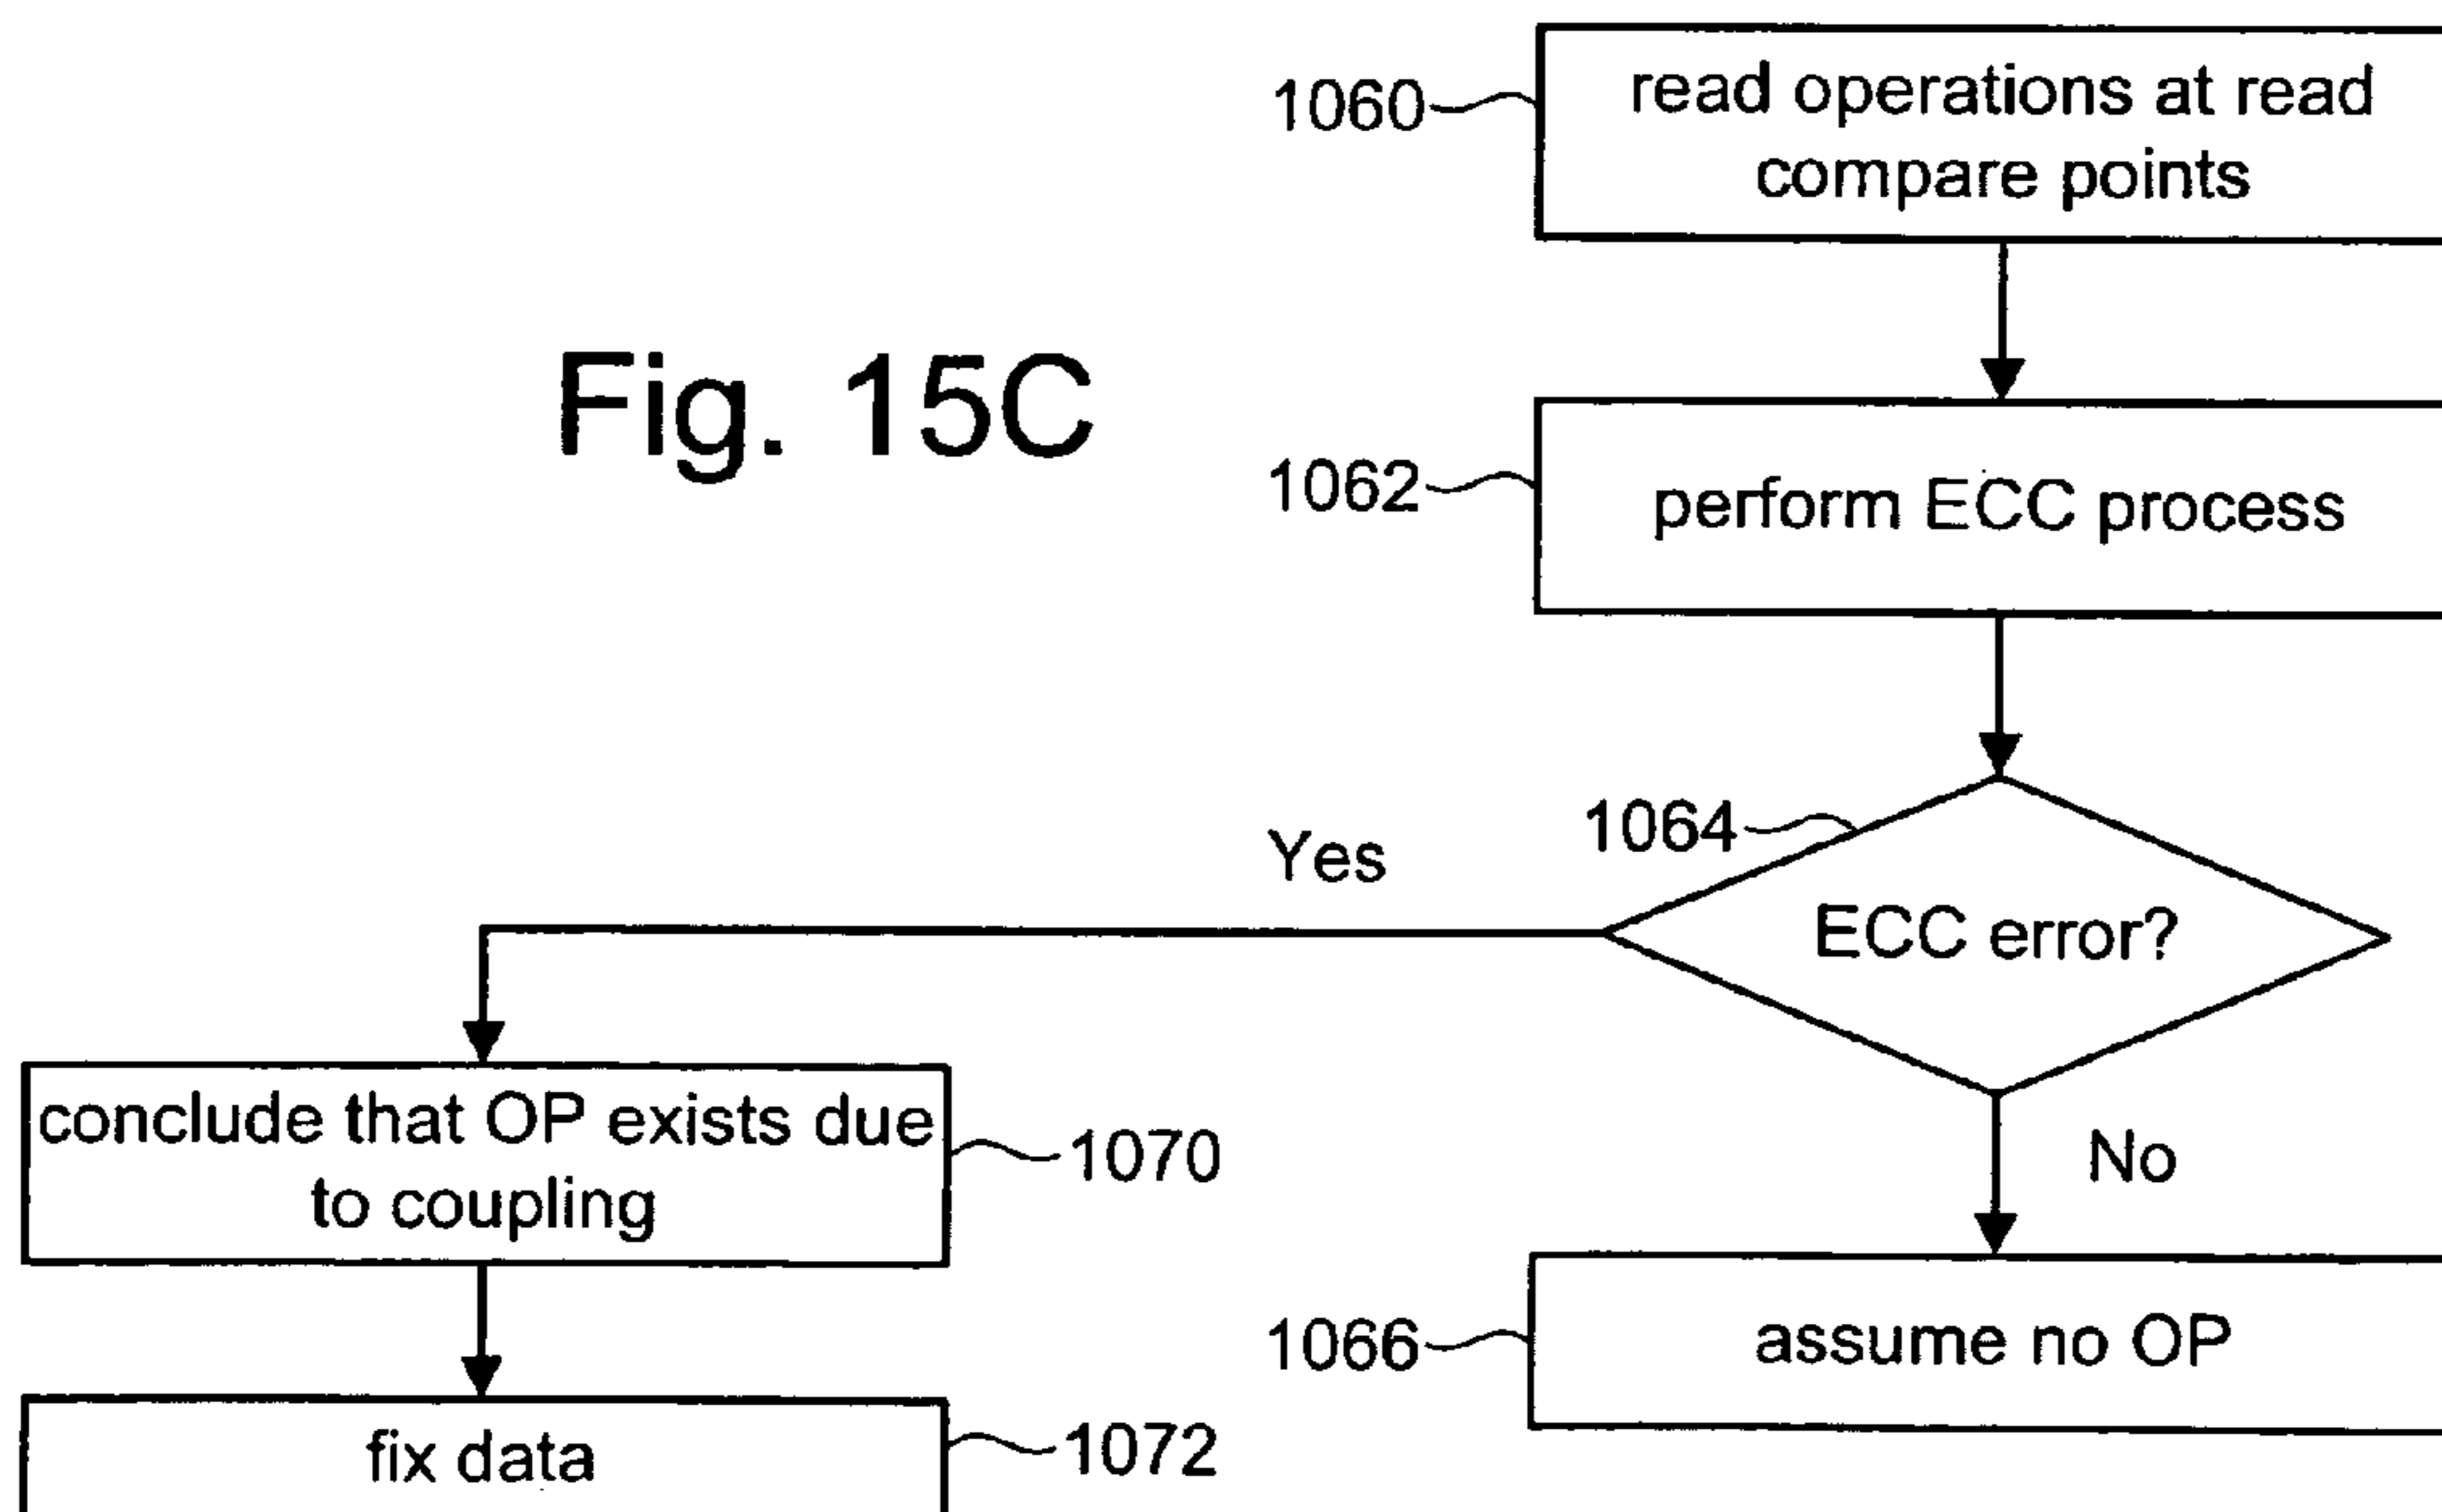 1060
read operations at read
compare points
Fig. 15C
1062
perform ECC process
1064
ECC error?
Yes
No
conclude that OP exists due
to coupling
1070
1066
assume no OP
fix data
1072